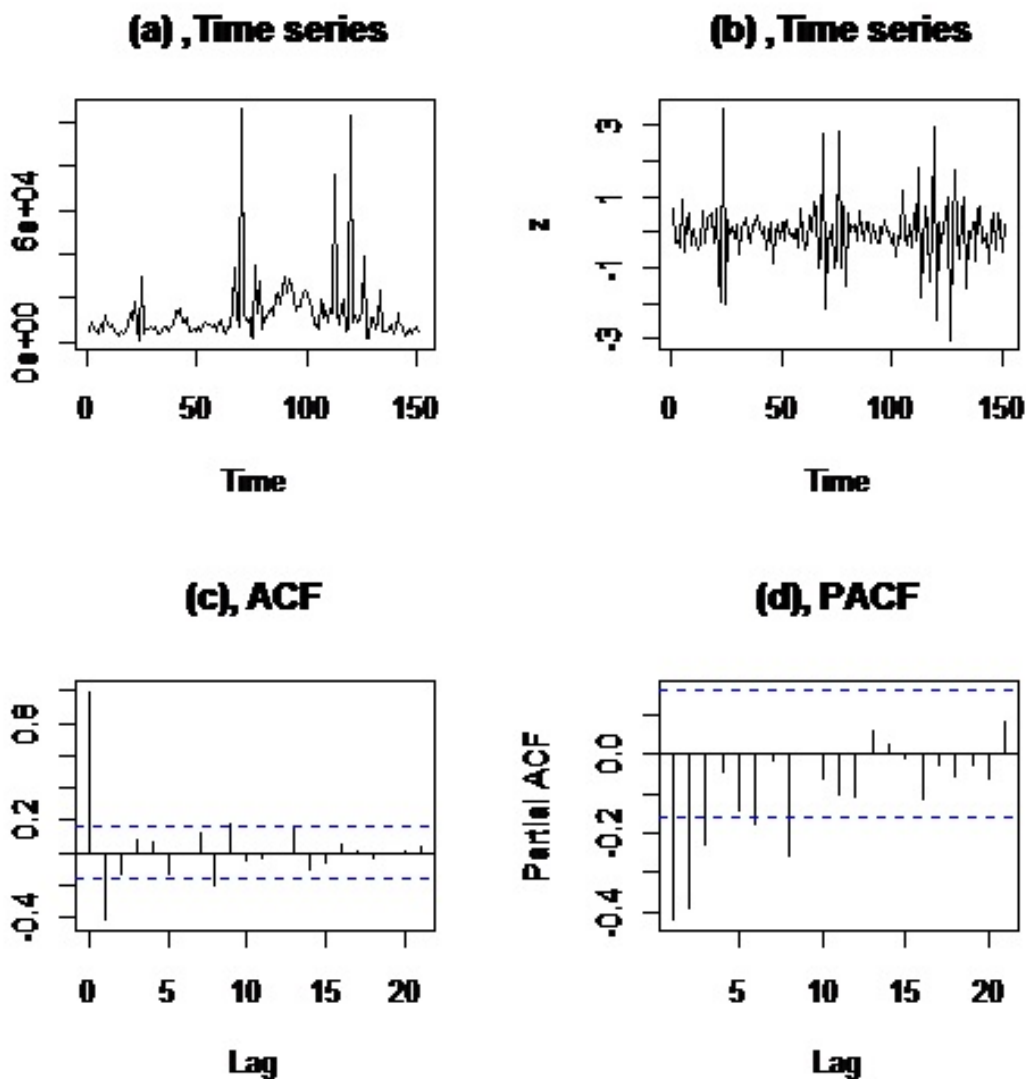 (a) ,Time series
6e+04
0e+00
0 50 100 150
Time
(b) ,Time series
z
3
1
-1
-3
0 50 100 150
Time
(c), ACF
0.8
0.2
-0.4
0 5 10 15 20
Lag
(d), PACF
Partial ACF
0.0
-0.2
-0.4
5 10 15 20
Lag